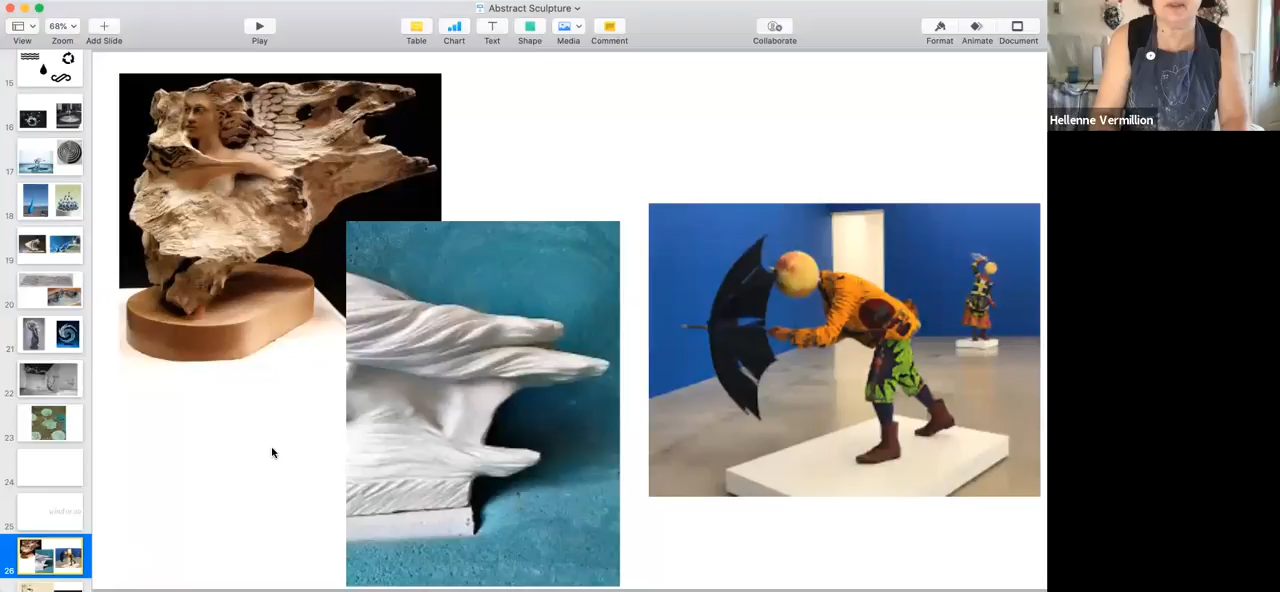 Abstract Sculpture
68%
View
Zoom
Add Slide
Play
Table
Chart
Text
Shape
Media
Comment
Collaborate
Format
Animate
Document
Hellenne Vermillion
15
16
17
18
19
20
21
22
23
24
25
26